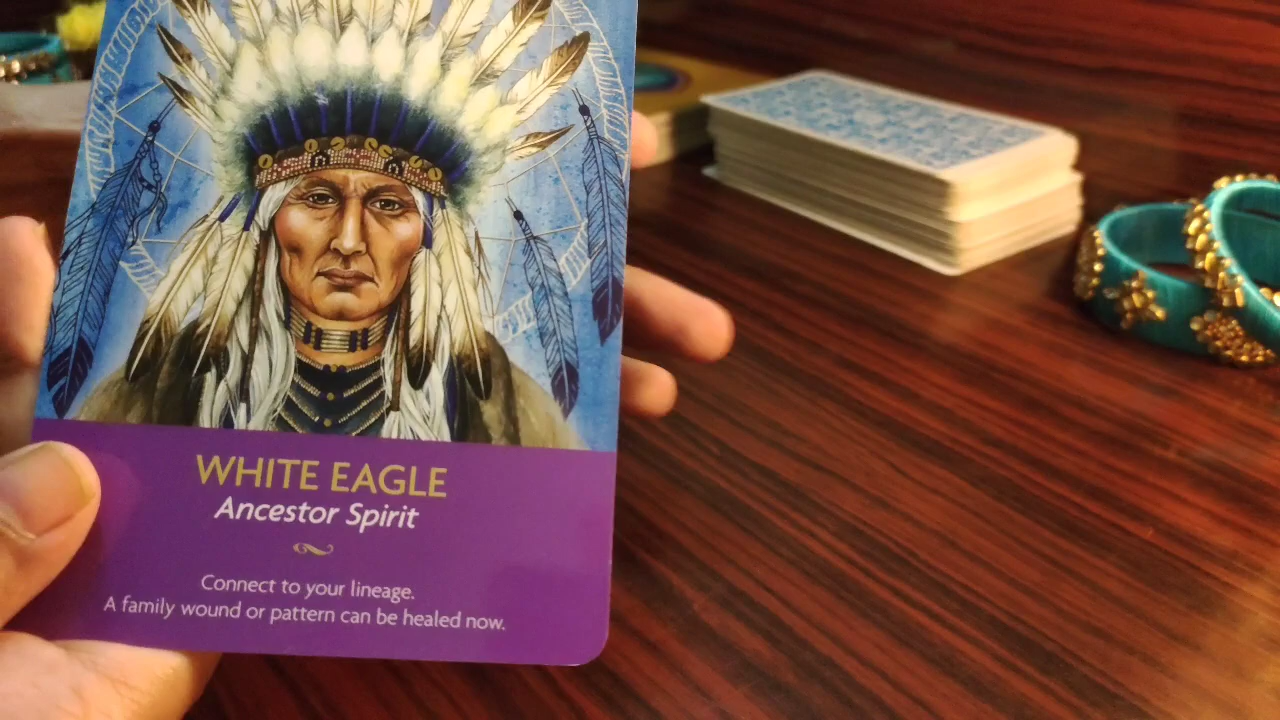 WHITE EAGLE
Ancestor Spirit
Connect to your lineage.
A family wound or pattern can be healed now.